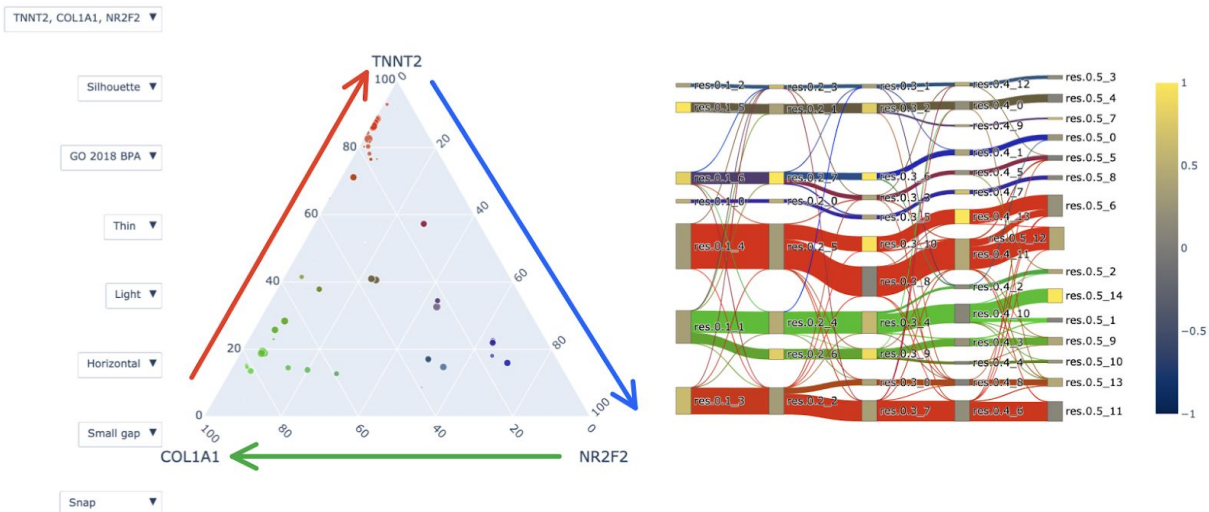 TNNT2, COL1A1, NR2F2 ▼
Silhouette ▼
GO 2018 BPA ▼
Thin ▼
Light ▼
Horizontal ▼
Small gap ▼
Snap ▼
TNNT2
100
0
80
20
60
40
40
60
20
80
0
100
100
80
60
40
20
0
COL1A1
NR2F2
res.0.1_2
res.0.2_3
res.0.3_1
res.0.4_12
res.0.5_3
res.0.1_5
res.0.2_1
res.0.3_2
res.0.4_0
res.0.5_4
res.0.4_9
res.0.5_7
res.0.4_1
res.0.5_0
res.0.1_6
res.0.2_7
res.0.3_6
res.0.4_5
res.0.5_5
res.0.3_3
res.0.4_7
res.0.5_8
res.0.1_0
res.0.2_0
res.0.3_5
res.0.4_13
res.0.5_6
res.0.1_4
res.0.2_5
res.0.3_10
res.0.5_12
res.0.4_11
res.0.3_8
res.0.4_2
res.0.5_2
res.0.5_14
res.0.1_1
res.0.2_4
res.0.3_4
res.0.4_10
res.0.5_1
res.0.2_6
res.0.3_9
res.0.4_3
res.0.5_9
res.0.4_4
res.0.5_10
res.0.3_0
res.0.4_8
res.0.5_13
res.0.1_3
res.0.2_2
res.0.3_7
res.0.4_6
res.0.5_11
1
0.5
0
−0.5
−1